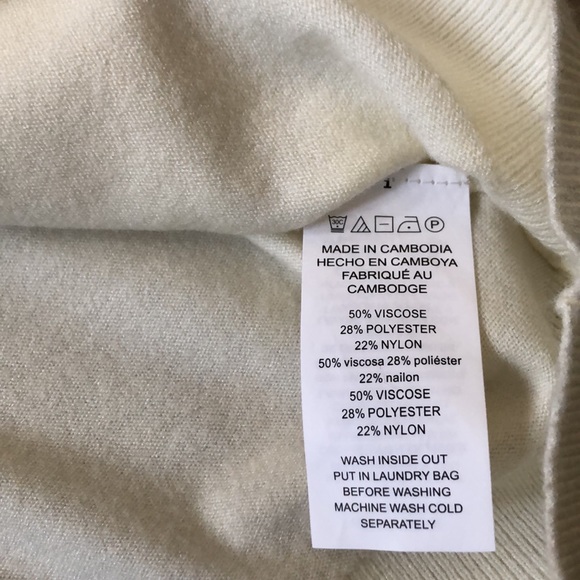 30C
P
MADE IN CAMBODIA
HECHO EN CAMBOYA
FABRIQUÉ AU
CAMBODGE
50% VISCOSE
28% POLYESTER
22% NYLON
50% viscosa 28% poliéster
22% nailon
50% VISCOSE
28% POLYESTER
22% NYLON
WASH INSIDE OUT
PUT IN LAUNDRY BAG
BEFORE WASHING
MACHINE WASH COLD
SEPARATELY